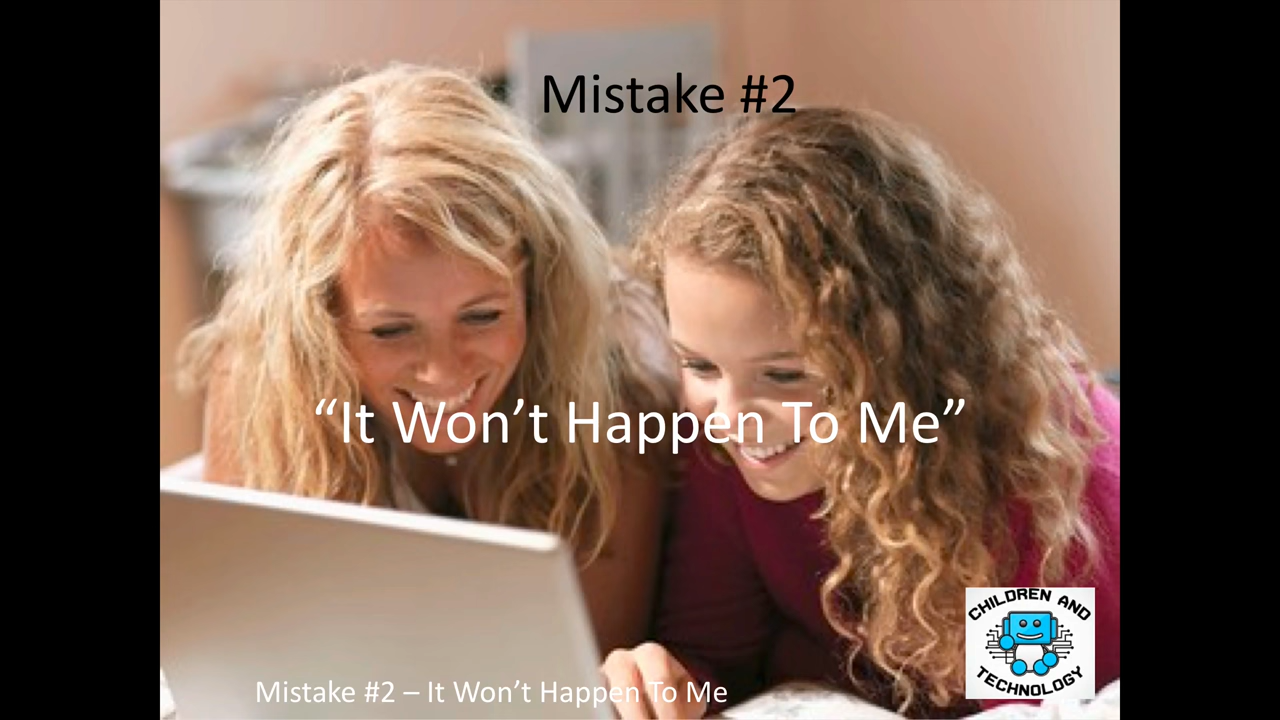 Mistake #2
“It Won’t Happen To Me”
CHILDREN AND
TECHNOLOGY
Mistake #2 – It Won’t Happen To Me